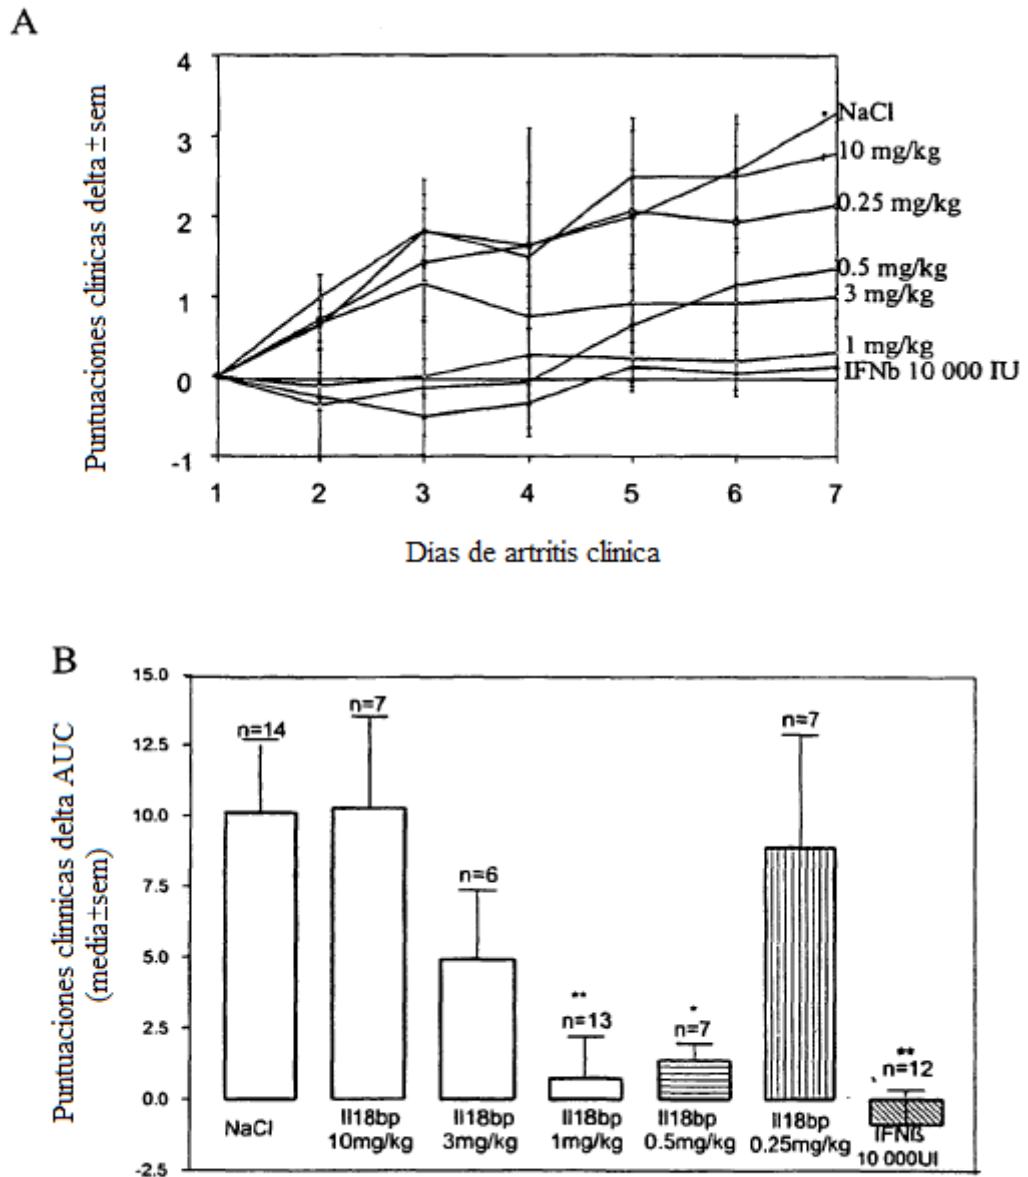 A
Puntuaciones clinicas delta ± sem
4
3
2
1
0
-1
NaCl
10 mg/kg
0.25 mg/kg
0.5 mg/kg
3 mg/kg
1 mg/kg
IFNb 10 000 IU
1 2 3 4 5 6 7
Dias de artritis clinica
B
Puntuaciones clinnicas delta AUC
(media±sem)
15.0
12.5
10.0
7.5
5.0
2.5
0.0
-2.5
n=14
n=7
n=6
**
n=13
*
n=7
n=7
**
n=12
NaCl
Il18bp
10mg/kg
Il18bp
3mg/kg
Il18bp
1mg/kg
Il18bp
0.5mg/kg
Il18bp
0.25mg/kg
IFNß
10 000UI